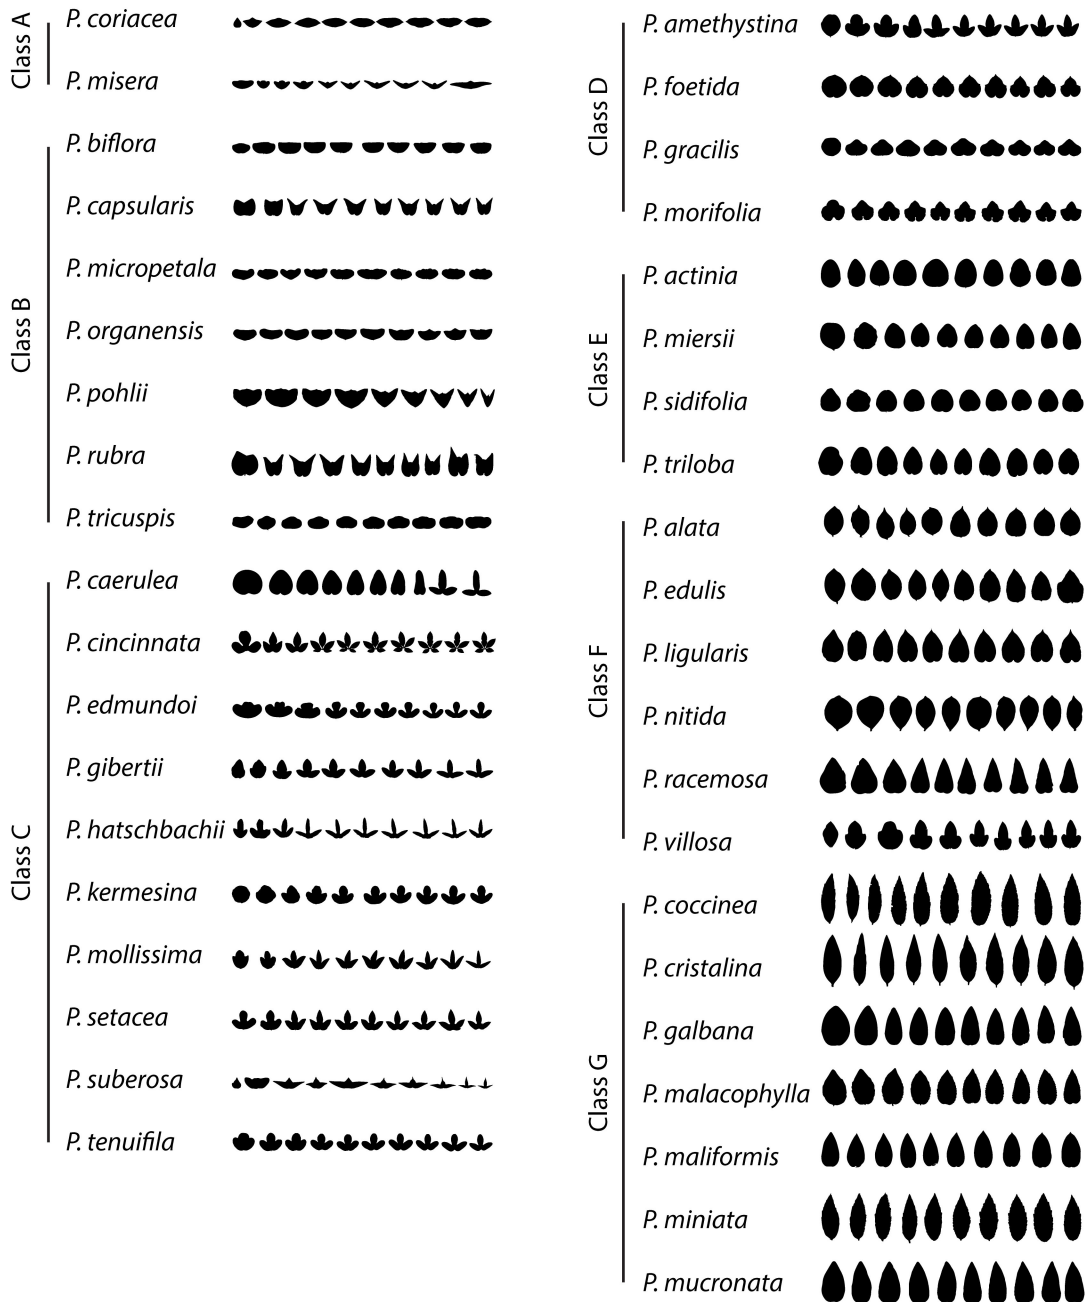 Class A
P. coriacea
P. misera
Class B
P. biflora
P. capsularis
P. micropetala
P. organensis
P. pohlii
P. rubra
P. tricuspis
Class C
P. caerulea
P. cincinnata
P. edmundoi
P. gibertii
P. hatschbachii
P. kermesina
P. mollissima
P. setacea
P. suberosa
P. tenuifila
Class D
P. amethystina
P. foetida
P. gracilis
P. morifolia
Class E
P. actinia
P. miersii
P. sidifolia
P. triloba
Class F
P. alata
P. edulis
P. ligularis
P. nitida
P. racemosa
P. villosa
Class G
P. coccinea
P. cristalina
P. galbana
P. malacophylla
P. maliformis
P. miniata
P. mucronata